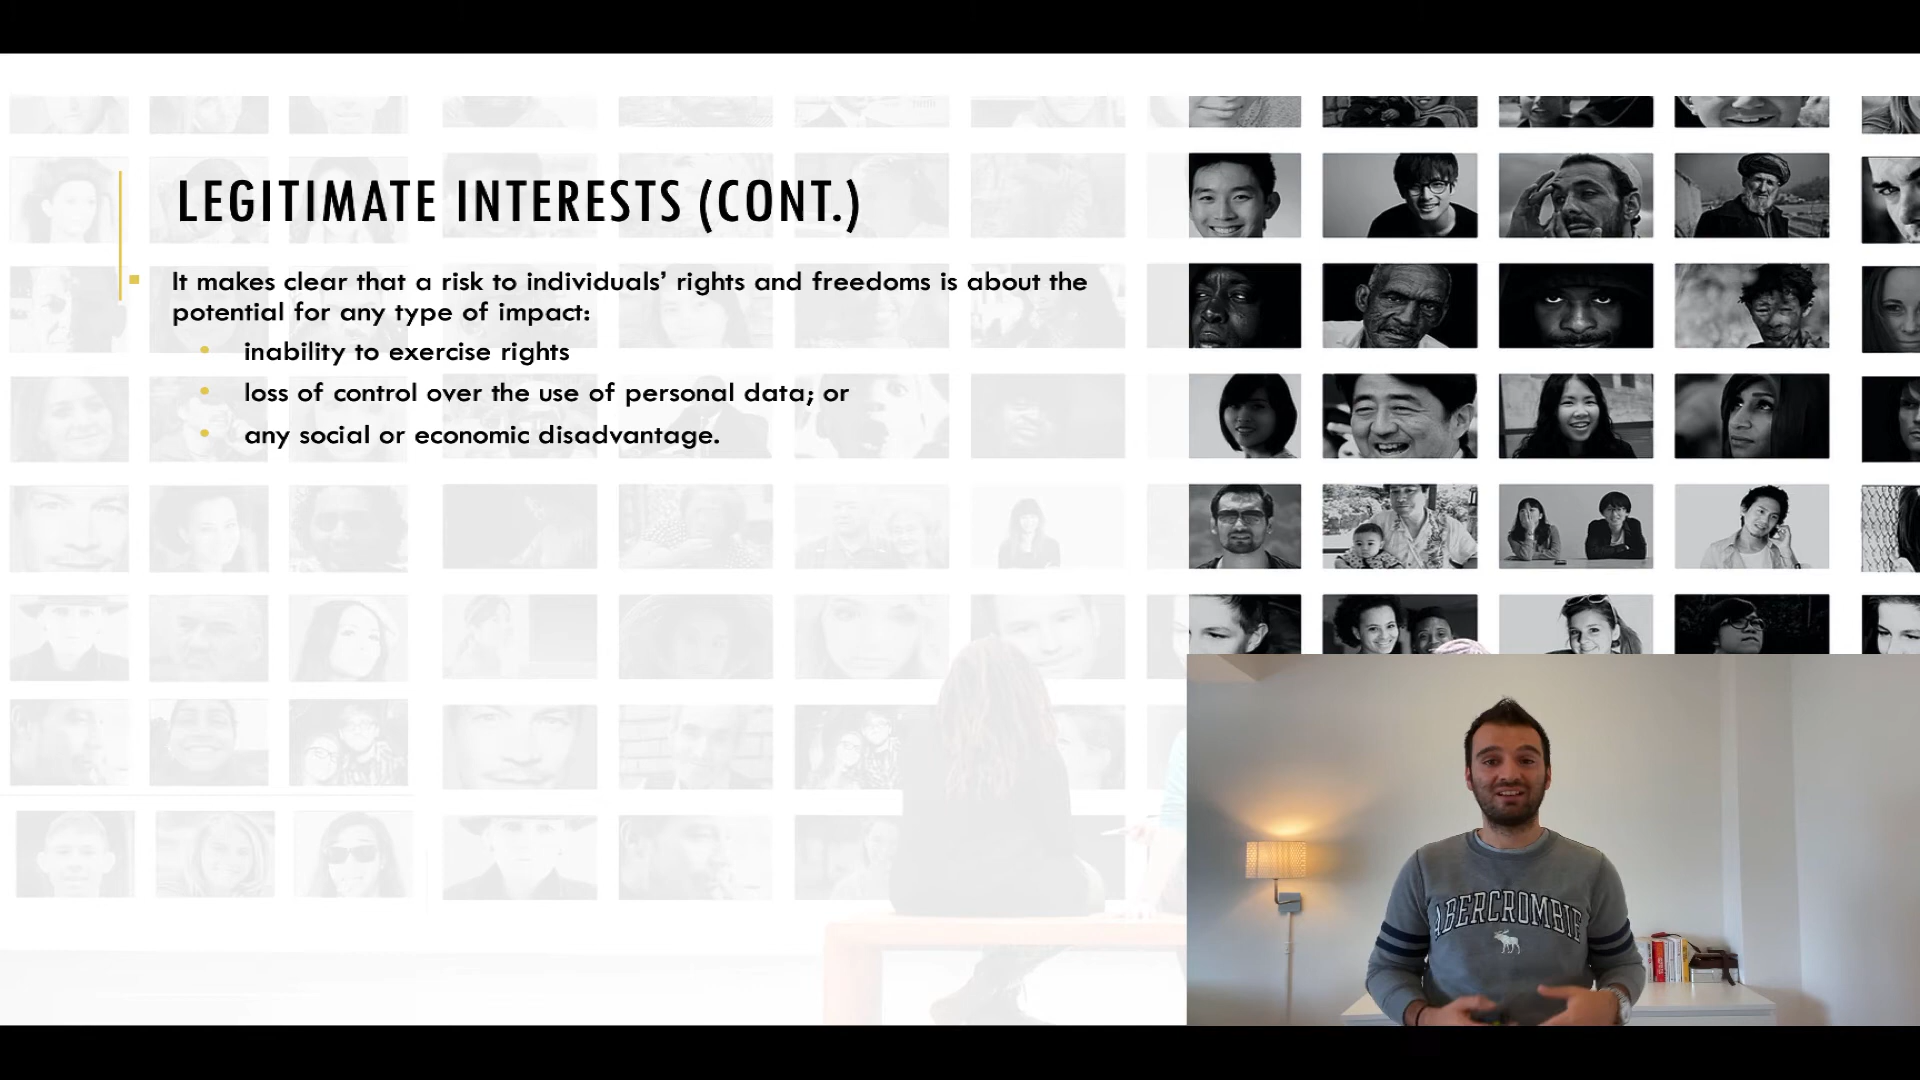 LEGITIMATE INTERESTS (CONT.)
It makes clear that a risk to individuals’ rights and freedoms is about the
potential for any type of impact:
inability to exercise rights
loss of control over the use of personal data; or
any social or economic disadvantage.
ABERCROMBIE